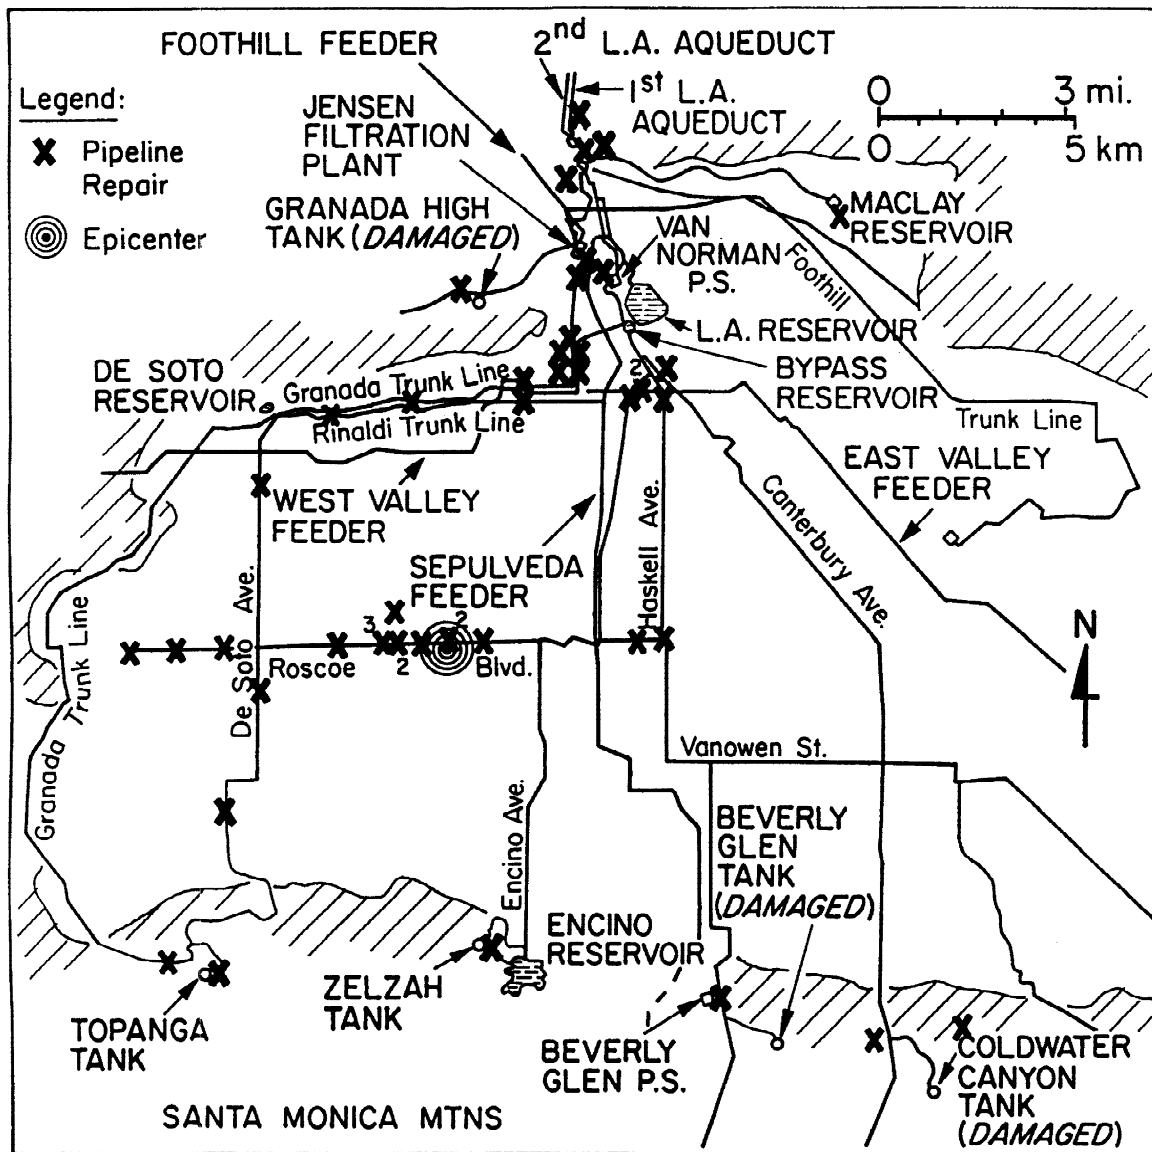 FOOTHILL FEEDER
2nd L.A. AQUEDUCT
Legend:
Pipeline
Repair
Epicenter
JENSEN
FILTRATION
PLANT
1st L.A.
AQUEDUCT
0 3 mi.
0 5 km
GRANADA HIGH
TANK (DAMAGED)
MACLAY
RESERVOIR
VAN
NORMAN
P.S.
Foothill
L.A. RESERVOIR
BYPASS
RESERVOIR
DE SOTO
RESERVOIR
Granada Trunk Line
Rinaldi Trunk Line
2
Trunk Line
WEST VALLEY
FEEDER
EAST VALLEY
FEEDER
SEPULVEDA
FEEDER
Haskell Ave.
Canterbury Ave.
De Soto Ave.
Granada Trunk Line
3
2
2
Roscoe Blvd.
N
Vanowen St.
Encino Ave.
BEVERLY
GLEN
TANK
(DAMAGED)
ENCINO
RESERVOIR
ZELZAH
TANK
TOPANGA
TANK
BEVERLY
GLEN P.S.
COLDWATER
CANYON
TANK
(DAMAGED)
SANTA MONICA MTNS